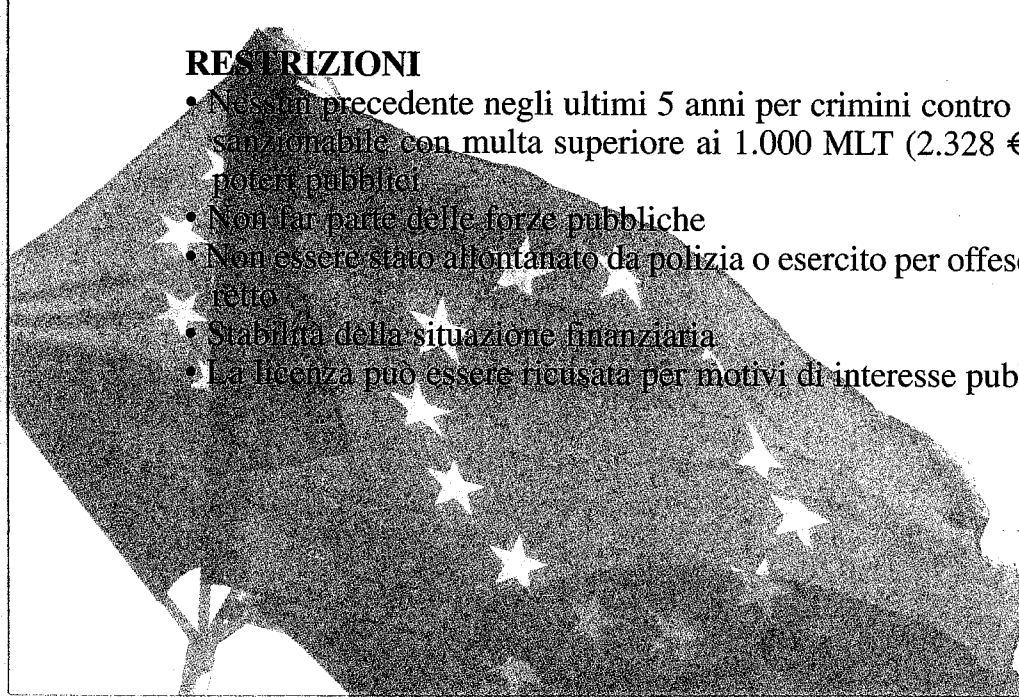 RESTRIZIONI
• Nessun precedente negli ultimi 5 anni per crimini contro
sanzionabile con multa superiore ai 1.000 MLT (2.328 €
poteri pubblici
• Non far parte delle forze pubbliche
• Non essere stato allontanato da polizia o esercito per offese
retto
• Stabilità della situazione finanziaria
• La licenza può essere ricusata per motivi di interesse pub